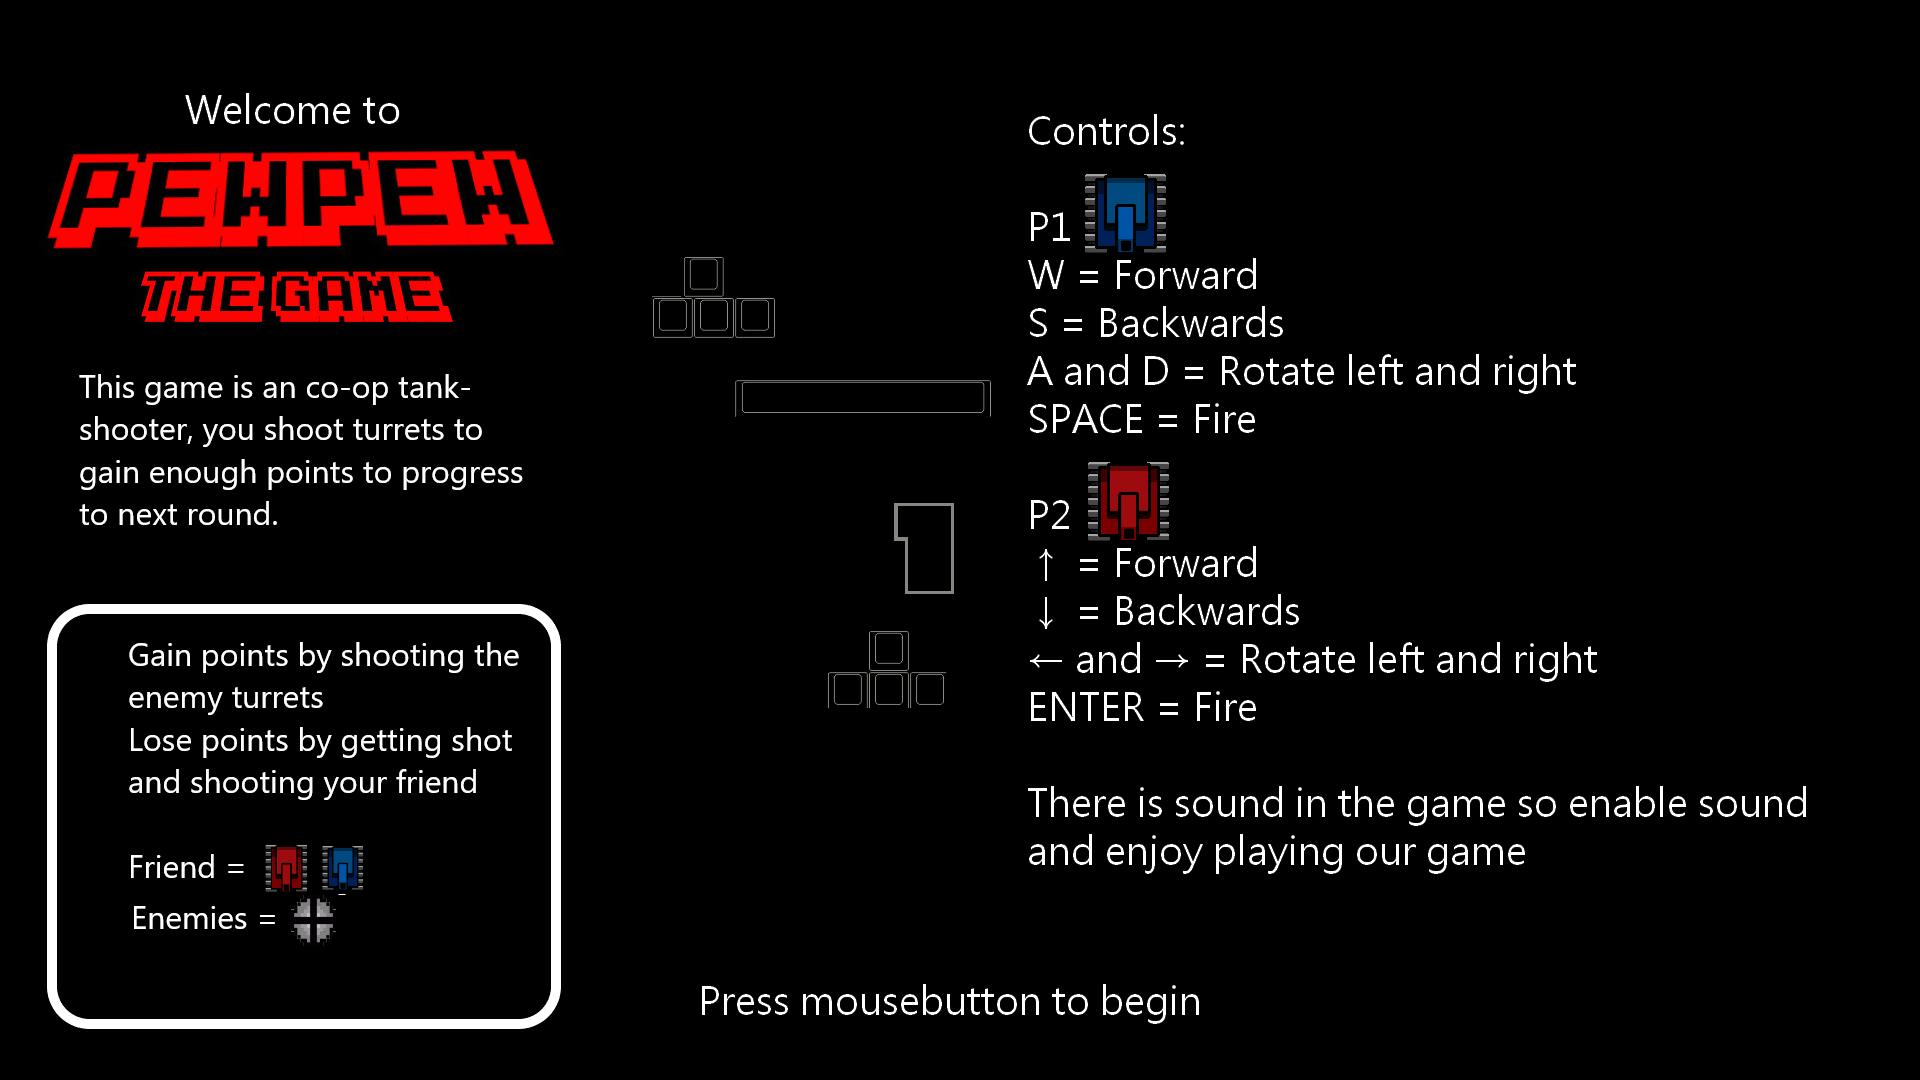 Welcome to
PEWPEW
THE GAME
This game is an co-op tank-
shooter, you shoot turrets to
gain enough points to progress
to next round.
Gain points by shooting the
enemy turrets
Lose points by getting shot
and shooting your friend
Friend =
Enemies =
Controls:
P1
W = Forward
S = Backwards
A and D = Rotate left and right
SPACE = Fire
P2
↑ = Forward
↓ = Backwards
← and → = Rotate left and right
ENTER = Fire
There is sound in the game so enable sound
and enjoy playing our game
Press mousebutton to begin